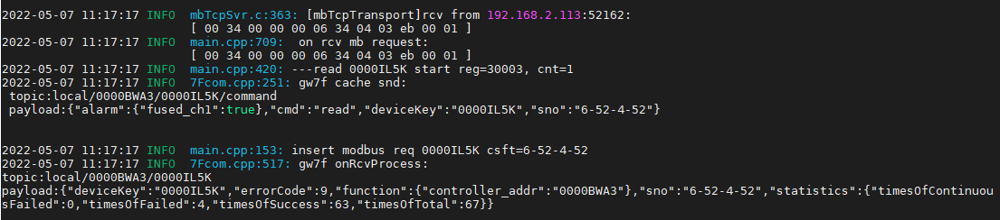 2022-05-07 11:17:17 INFO  mbTcpSvr.c:363: [mbTcpTransport]rcv from 192.168.2.113:52162:
[ 00 34 00 00 00 06 34 04 03 eb 00 01 ]
2022-05-07 11:17:17 INFO  main.cpp:709:  on rcv mb request:
[ 00 34 00 00 00 06 34 04 03 eb 00 01 ]
2022-05-07 11:17:17 INFO  main.cpp:420: ---read 0000IL5K start reg=30003, cnt=1
2022-05-07 11:17:17 INFO  7Fcom.cpp:251: gw7f cache snd:
topic:local/0000BWA3/0000IL5K/command
payload:{"alarm":{"fused_ch1":true},"cmd":"read","deviceKey":"0000IL5K","sno":"6-52-4-52"}
2022-05-07 11:17:17 INFO  main.cpp:153: insert modbus req 0000IL5K csft=6-52-4-52
2022-05-07 11:17:17 INFO  7Fcom.cpp:517: gw7f onRcvProcess:
topic:local/0000BWA3/0000IL5K
payload:{"deviceKey":"0000IL5K","errorCode":9,"function":{"controller_addr":"0000BWA3"},"sno":"6-52-4-52","statistics":{"timesOfContinuou
sFailed":0,"timesOfFailed":4,"timesOfSuccess":63,"timesOfTotal":67}}